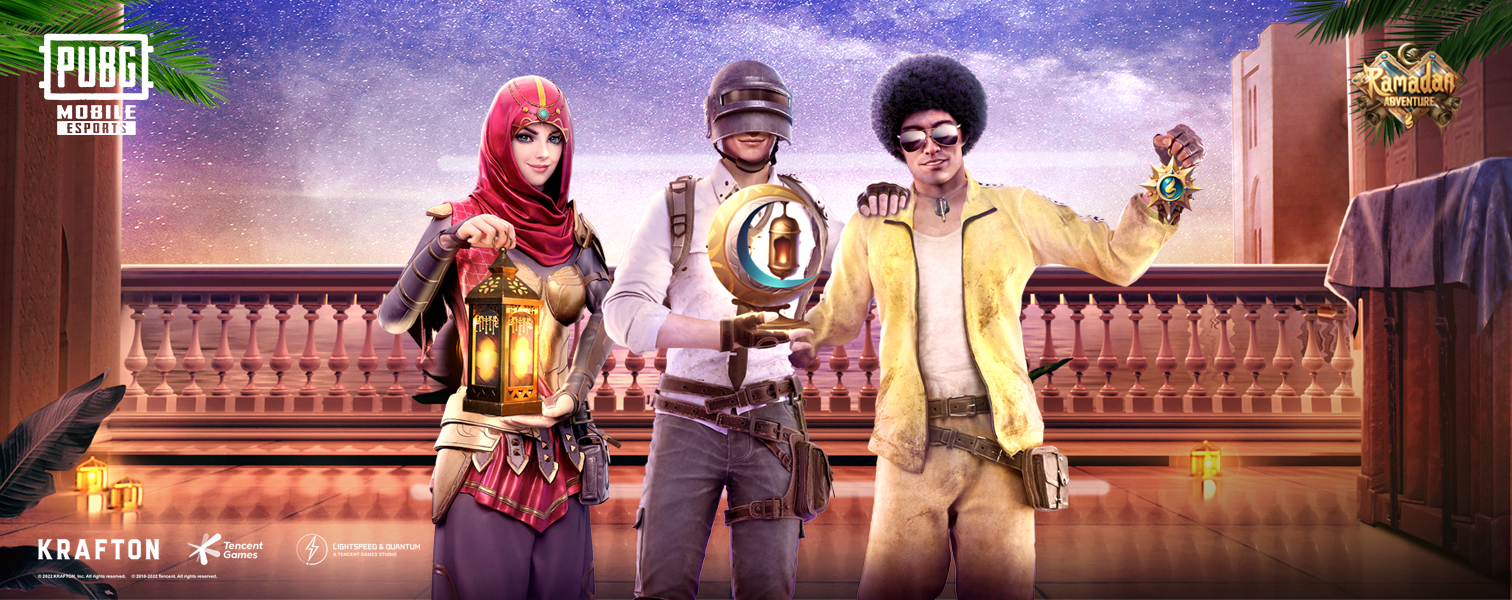 PUBG
MOBILE
ESPORTS
Ramadan
ADVENTURE
KRAFTON
Tencent
Games
LIGHTSPEED & QUANTUM
A TENCENT GAMES STUDIO
© 2022 KRAFTON, Inc. All rights reserved. © 2018-2022 Tencent. All rights reserved.